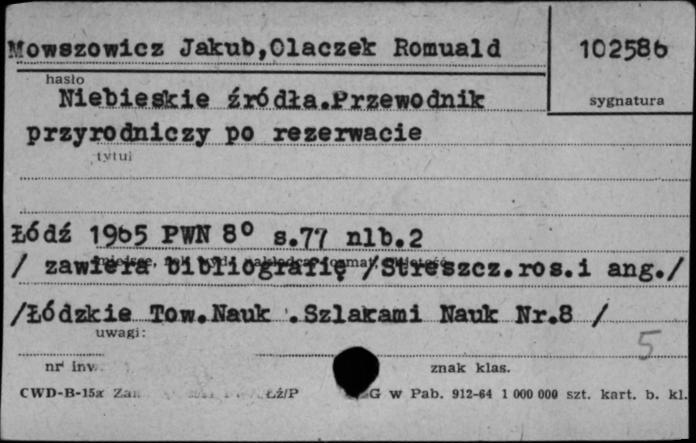 Mowszowicz Jakub,Olaczek Romuald
102586
hasło
sygnatura
Niebieskie źródła.Przewodnik
przyrodniczy po rezerwacie
tytuł
Łódź 1965 PWN 8° s.77 nlb.2
/ zawiera bibliografię /Streszcz.ros.i ang./
/Łódzkie Tow.Nauk .Szlakami Nauk Nr.8 /
uwagi:
5
nr inw.
znak klas.
CWD-B-15a Zam. Łź/P G w Pab. 912-64 1 000 000 szt. kart. b. kl.